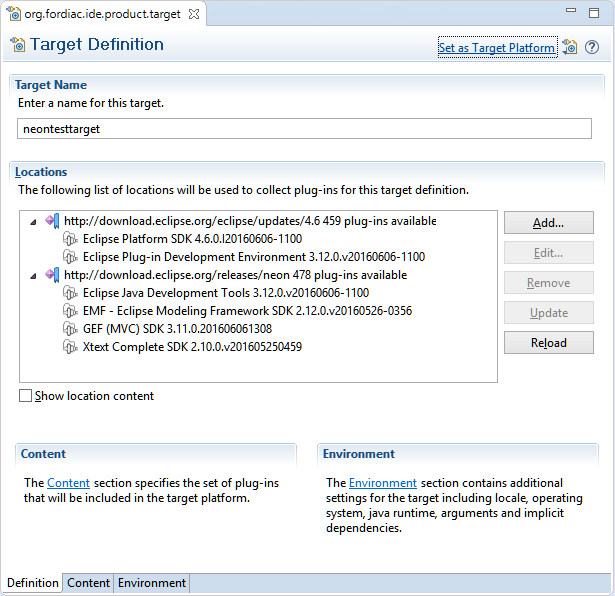 org.fordiac.ide.product.target
Target Definition
Set as Target Platform
Target Name
Enter a name for this target.
neontesttarget
Locations
The following list of locations will be used to collect plug-ins for this target definition.
http://download.eclipse.org/eclipse/updates/4.6 459 plug-ins available
Eclipse Platform SDK 4.6.0.I20160606-1100
Eclipse Plug-in Development Environment 3.12.0.v20160606-1100
http://download.eclipse.org/releases/neon 478 plug-ins available
Eclipse Java Development Tools 3.12.0.v20160606-1100
EMF - Eclipse Modeling Framework SDK 2.12.0.v20160526-0356
GEF (MVC) SDK 3.11.0.201606061308
Xtext Complete SDK 2.10.0.v201605250459
Add...
Edit...
Remove
Update
Reload
Show location content
Content
The Content section specifies the set of plug-ins
that will be included in the target platform.
Environment
The Environment section contains additional
settings for the target including locale, operating
system, java runtime, arguments and implicit
dependencies.
Definition Content Environment